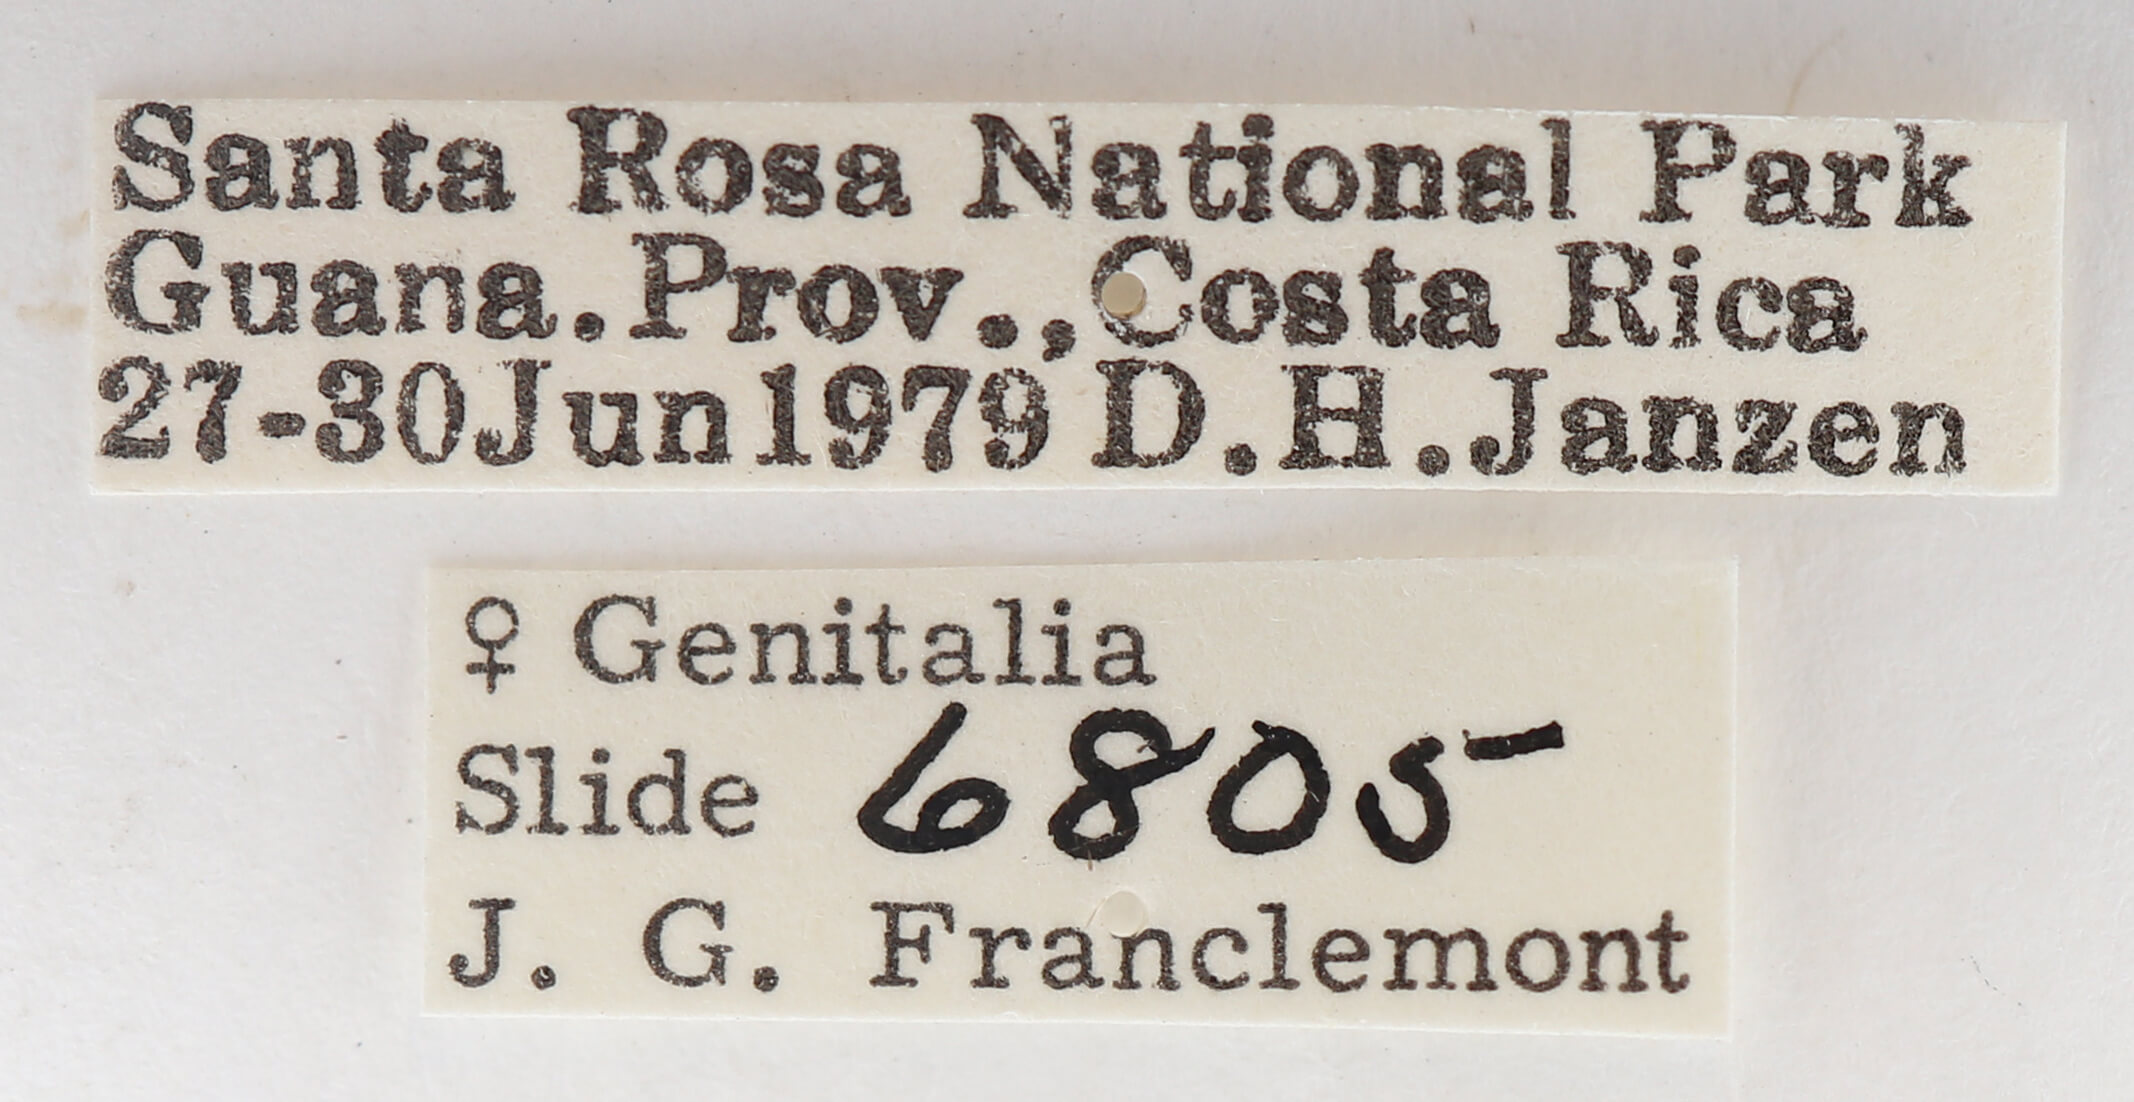 Santa Rosa National Park
Guana. Prov., Costa Rica
27-30Jun1979 D.H.Janzen
♀ Genitalia
Slide 6805
J. G. Franclemont